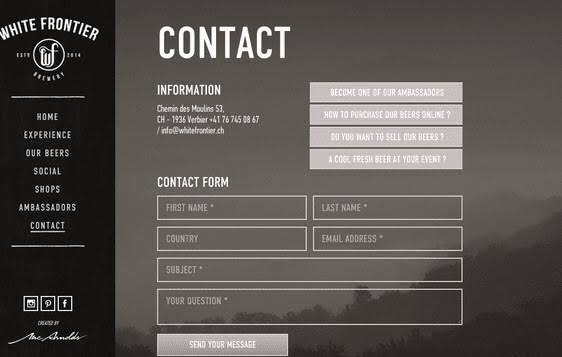 WHITE FRONTIER
ESTD 2014
BREWERY
HOME
EXPERIENCE
OUR BEERS
SOCIAL
SHOPS
AMBASSADORS
CONTACT
CREATED BY
Mc Arnolds
CONTACT
INFORMATION
Chemin des Moulins 53,
CH - 1936 Verbier +41 76 745 08 67
/ info@whitefrontier.ch
BECOME ONE OF OUR AMBASSADORS
HOW TO PURCHASE OUR BEERS ONLINE ?
DO YOU WANT TO SELL OUR BEERS ?
A COOL FRESH BEER AT YOUR EVENT ?
CONTACT FORM
FIRST NAME *
LAST NAME *
COUNTRY
EMAIL ADDRESS *
SUBJECT *
YOUR QUESTION *
SEND YOUR MESSAGE